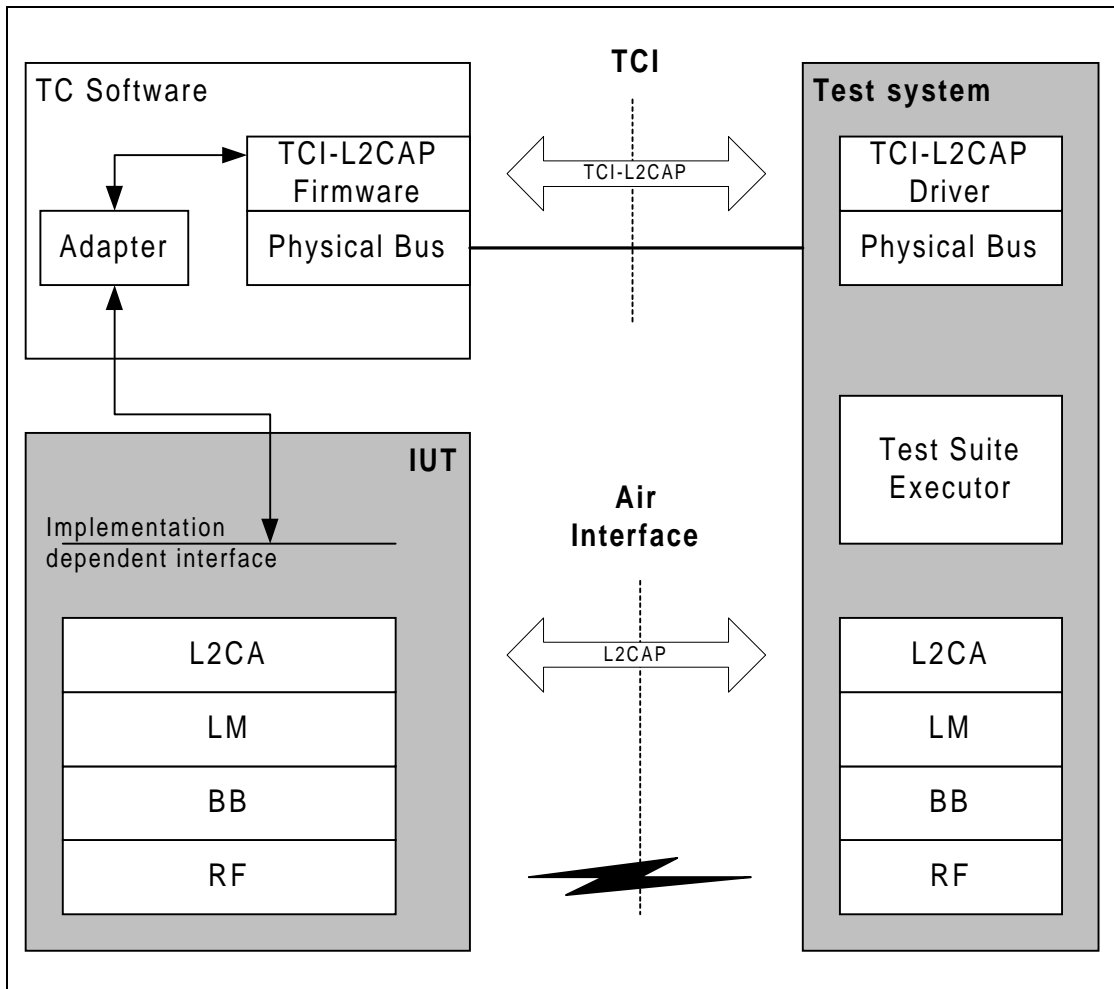 TC Software
TCI-L2CAP
Firmware
Physical Bus
Adapter
TCI
TCI-L2CAP
Test system
TCI-L2CAP
Driver
Physical Bus
Test Suite
Executor
IUT
Implementation
dependent interface
L2CA
LM
BB
RF
Air
Interface
L2CAP
L2CA
LM
BB
RF